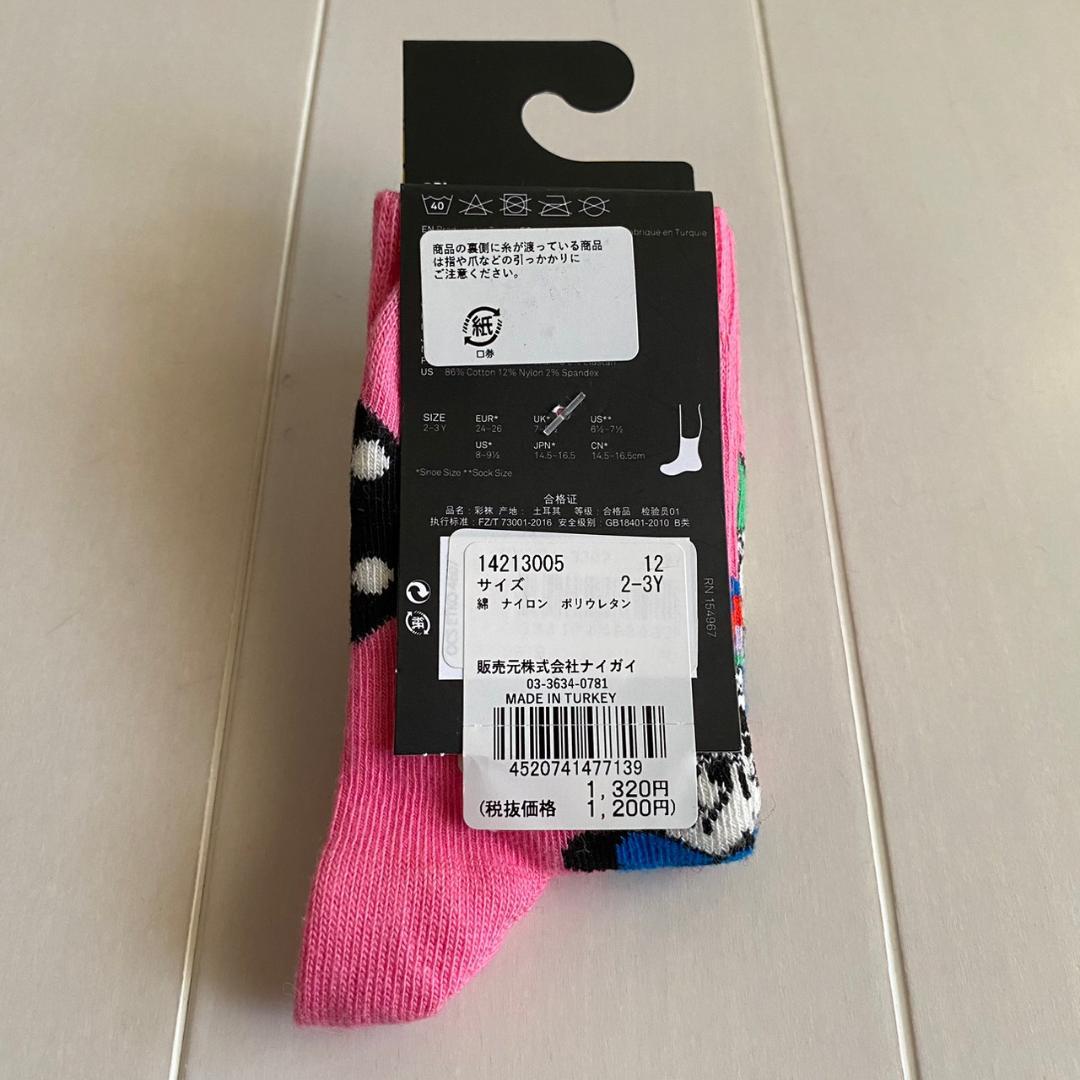 40
EN
Fabriqué en Turquie
商品の裏側に糸が渡っている商品
は指や爪などの引っかかりに
ご注意ください。
紙
口券
US 86% Cotton 12% Nylon 2% Spandex
SIZE EUR* UK* US**
2-3Y 24-26 6½-7½
US* JPN* CN*
8-9½ 14.5-16.5 14.5-16.5cm
*Shoe Size **Sock Size
合格证
品名: 彩袜 产地: 土耳其 等级: 合格品 检验员01
执行标准: FZ/T 73001-2016 安全级别: GB18401-2010 B类
14213005 12
サイズ 2-3Y
綿 ナイロン ポリウレタン
販売元株式会社ナイガイ
03-3634-0781
MADE IN TURKEY
4520741477139
1,320円
(税抜価格 1,200円)
紙
RN 154967